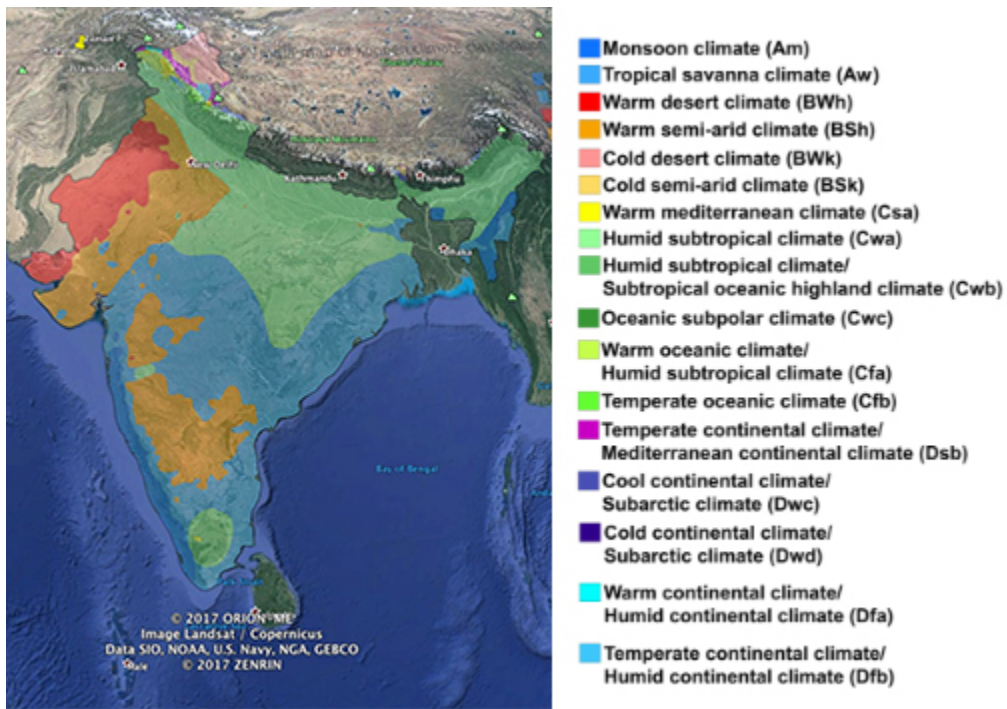 Islamabad
New Delhi
Kathmandu
Thimphu
Dhaka
Bay of Bengal
Male
© 2017 ORION-ME
Image Landsat / Copernicus
Data SIO, NOAA, U.S. Navy, NGA, GEBCO
© 2017 ZENRIN
Monsoon climate (Am)
Tropical savanna climate (Aw)
Warm desert climate (BWh)
Warm semi-arid climate (BSh)
Cold desert climate (BWk)
Cold semi-arid climate (BSk)
Warm mediterranean climate (Csa)
Humid subtropical climate (Cwa)
Humid subtropical climate/
Subtropical oceanic highland climate (Cwb)
Oceanic subpolar climate (Cwc)
Warm oceanic climate/
Humid subtropical climate (Cfa)
Temperate oceanic climate (Cfb)
Temperate continental climate/
Mediterranean continental climate (Dsb)
Cool continental climate/
Subarctic climate (Dwc)
Cold continental climate/
Subarctic climate (Dwd)
Warm continental climate/
Humid continental climate (Dfa)
Temperate continental climate/
Humid continental climate (Dfb)